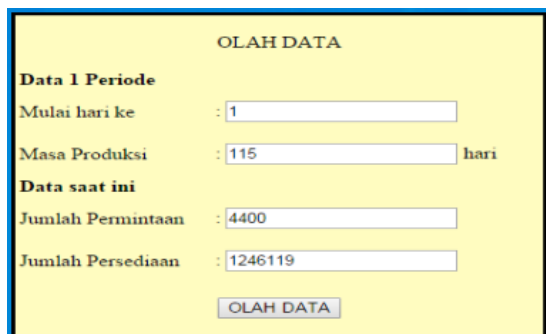 OLAH DATA
Data 1 Periode
Mulai hari ke : 1
Masa Produksi : 115 hari
Data saat ini
Jumlah Permintaan : 4400
Jumlah Persediaan : 1246119
OLAH DATA